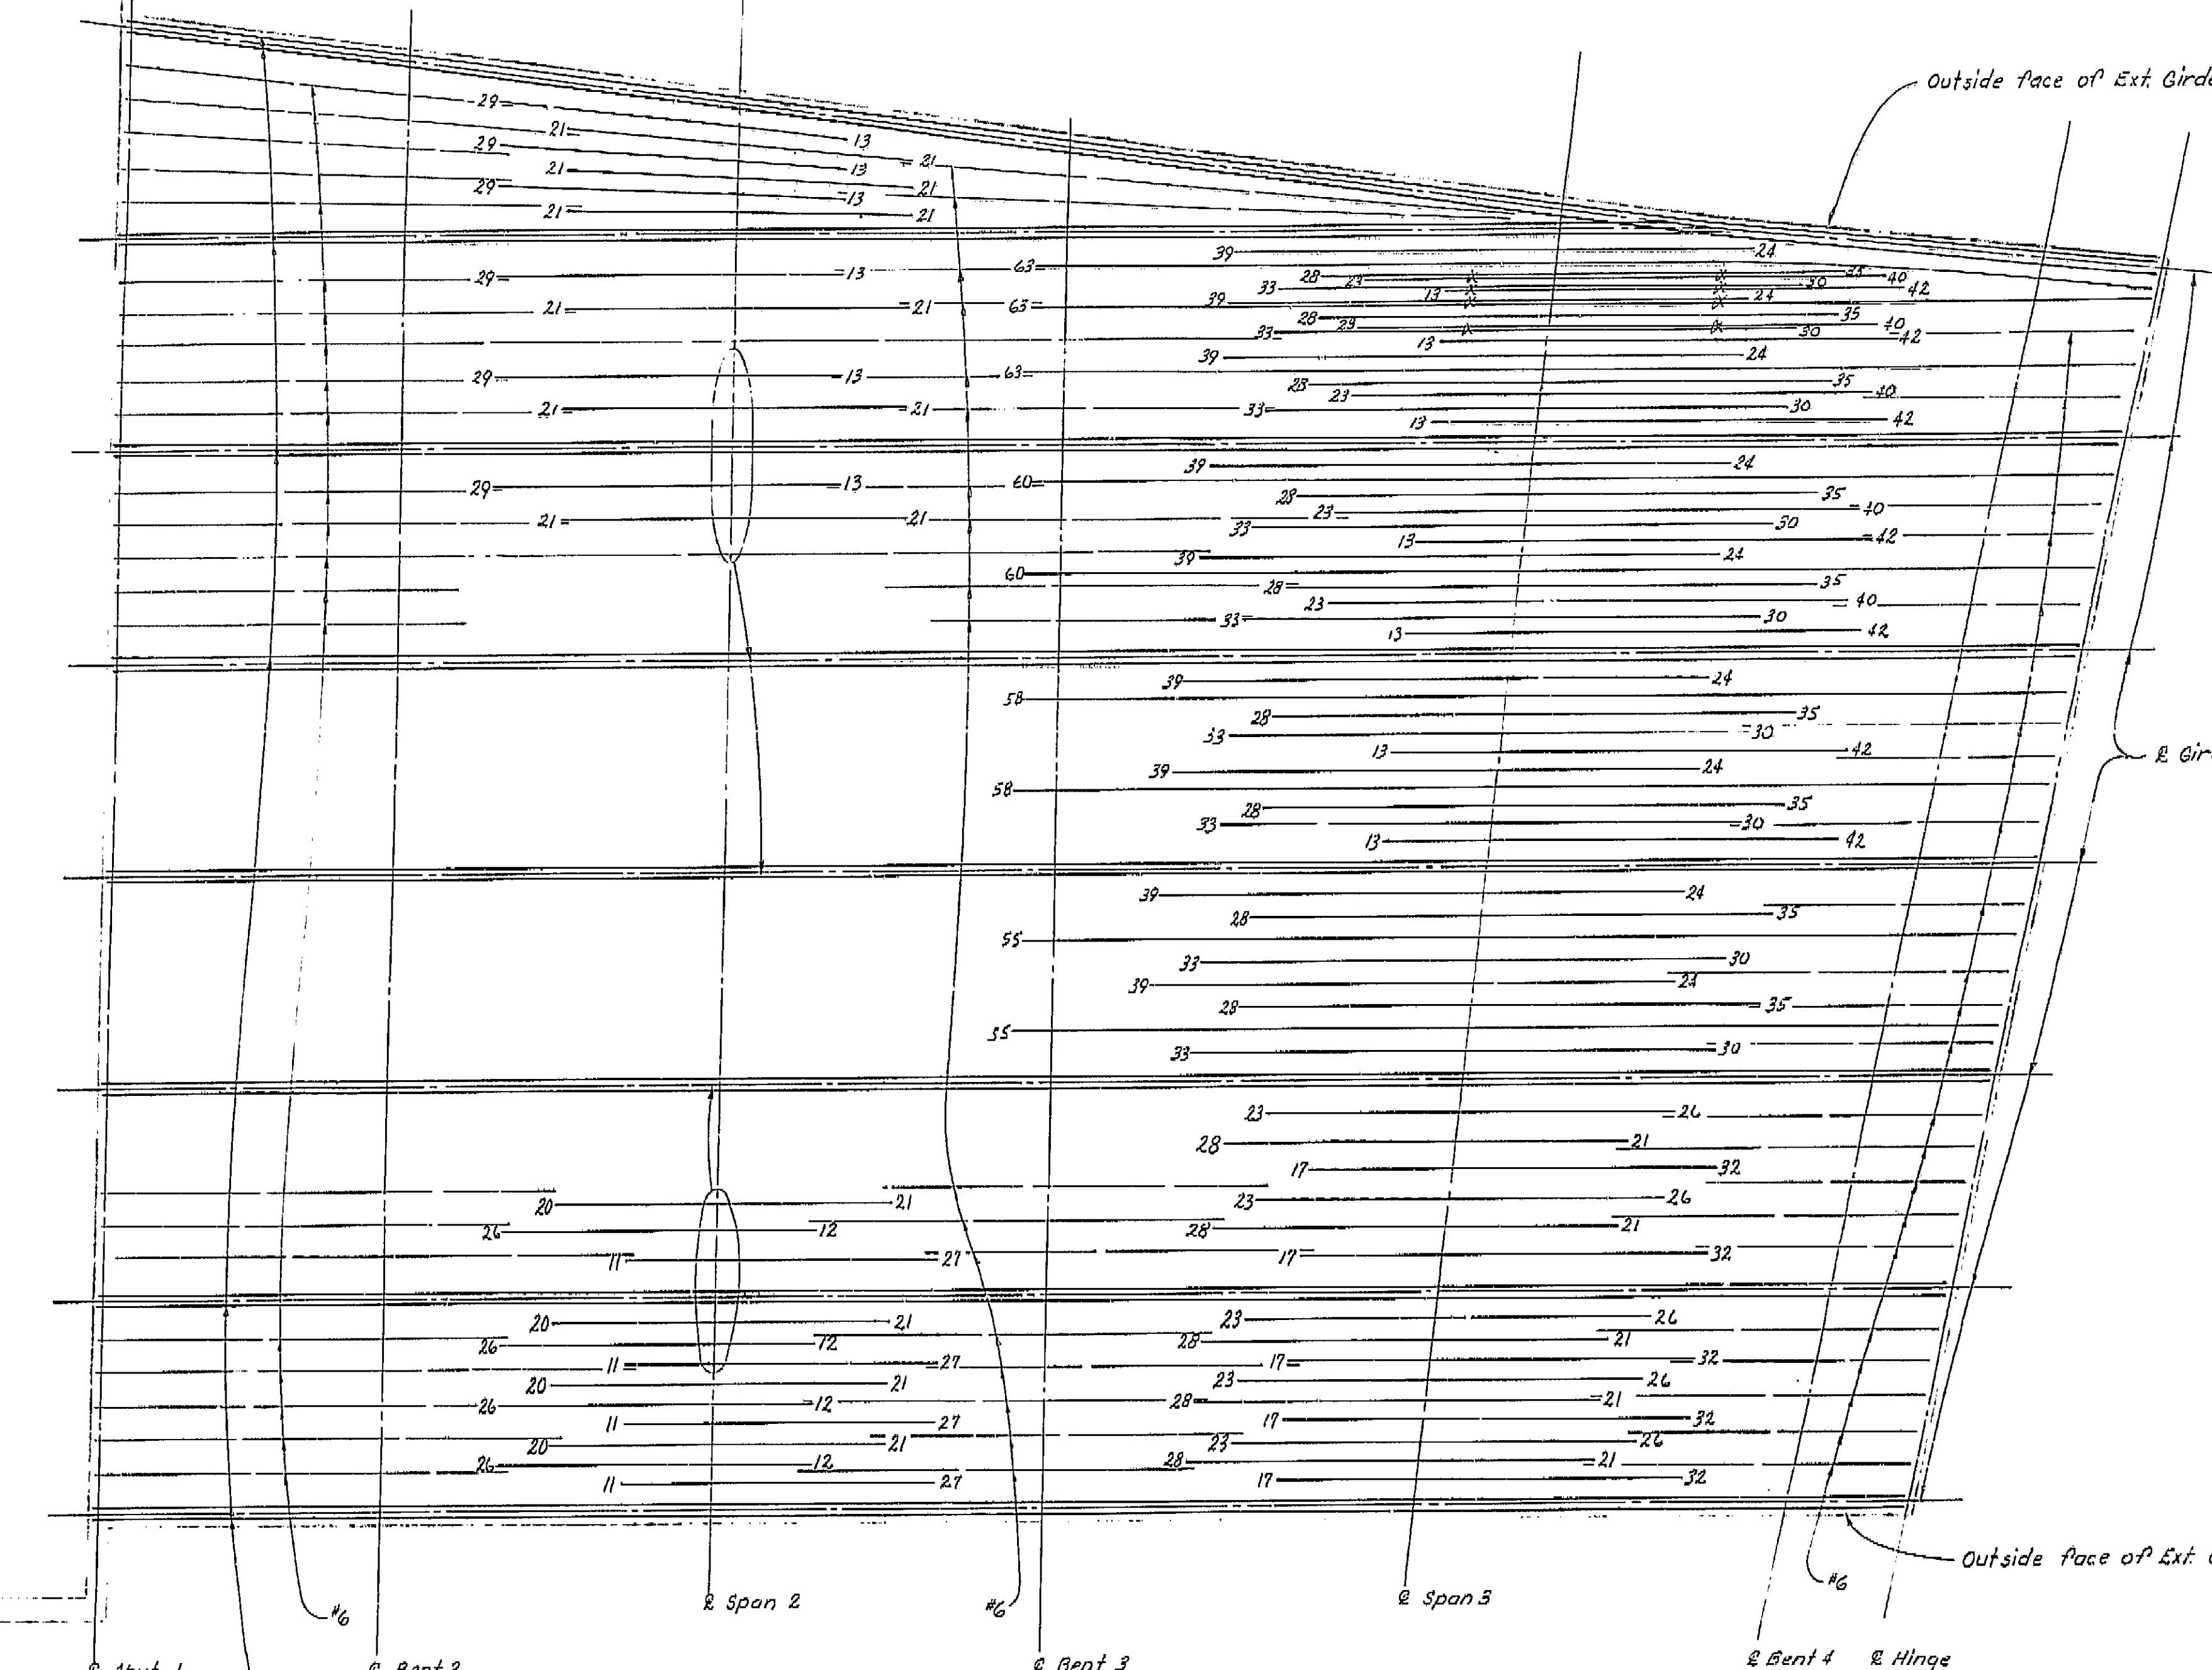 Outside face of Ext.
29 13
21 21
29 13
21 21
29 13
21 21
39 24
29 13 63
28 35 40
33 30 42
13
21 21 63 39 24
28 35
33 29 40
30
13 42
39 24
29 13 63
28 35
23 40
21 21 33 30
13 42
39 24
29 13 60
28 35
23 40
21 21 33
13 42
39 24
60
28 35
23 40
33 30
13 42
39 24
58
28 35
33 30
13 42
39 24
℄
58
28 35
33 30
13 42
39 24
28 35
55
33 30
39 24
28 35
55
33 30
23 26
28 21
17 32
20 21 23 26
26 12 28 21
11 27 17 32
20 21 23 26
26 12 28 21
11 27 17 32
20 21 23 26
26 12 28 21
11 27 17 32
20 21 23 26
26 12 28 21
11 27 17 32
Outside face of Ext.
#6
#6
#6
℄ Span 2
℄ Span 3
℄ Bent 3
℄ Bent 4
℄ Hinge